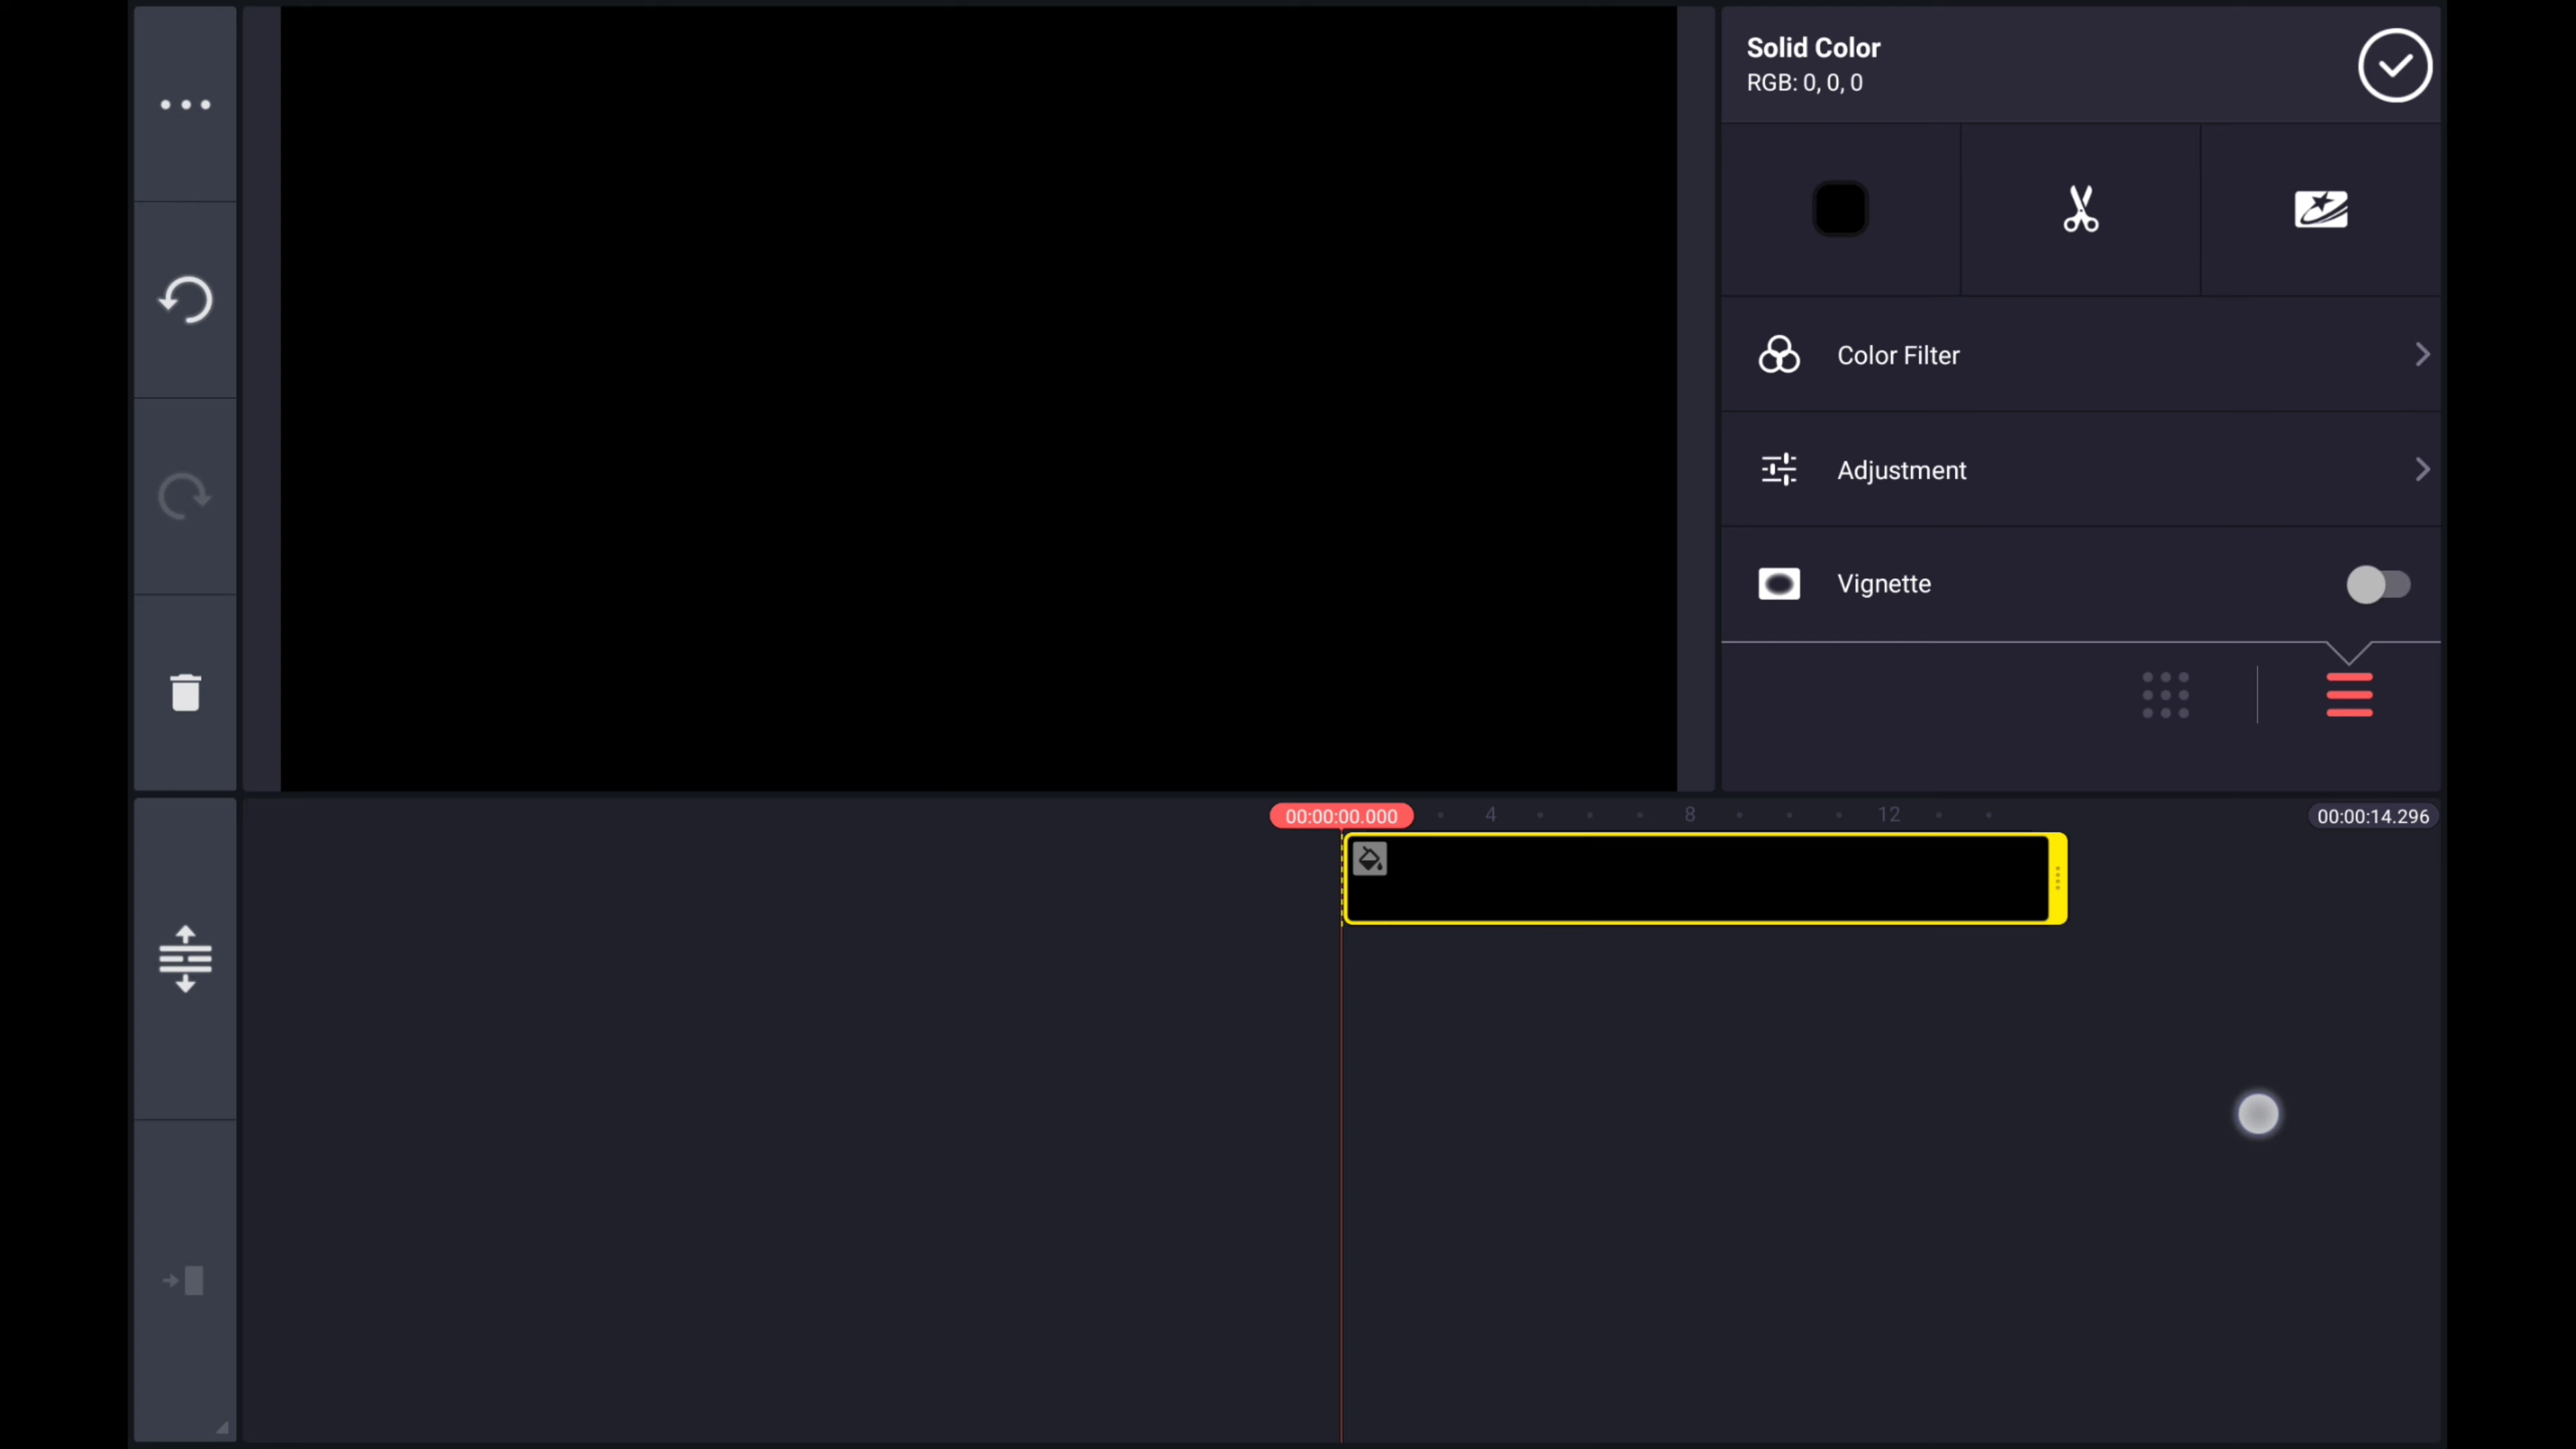 Solid Color
RGB: 0, 0, 0
Color Filter
Adjustment
Vignette
00:00:00.000
4
8
12
00:00:14.296